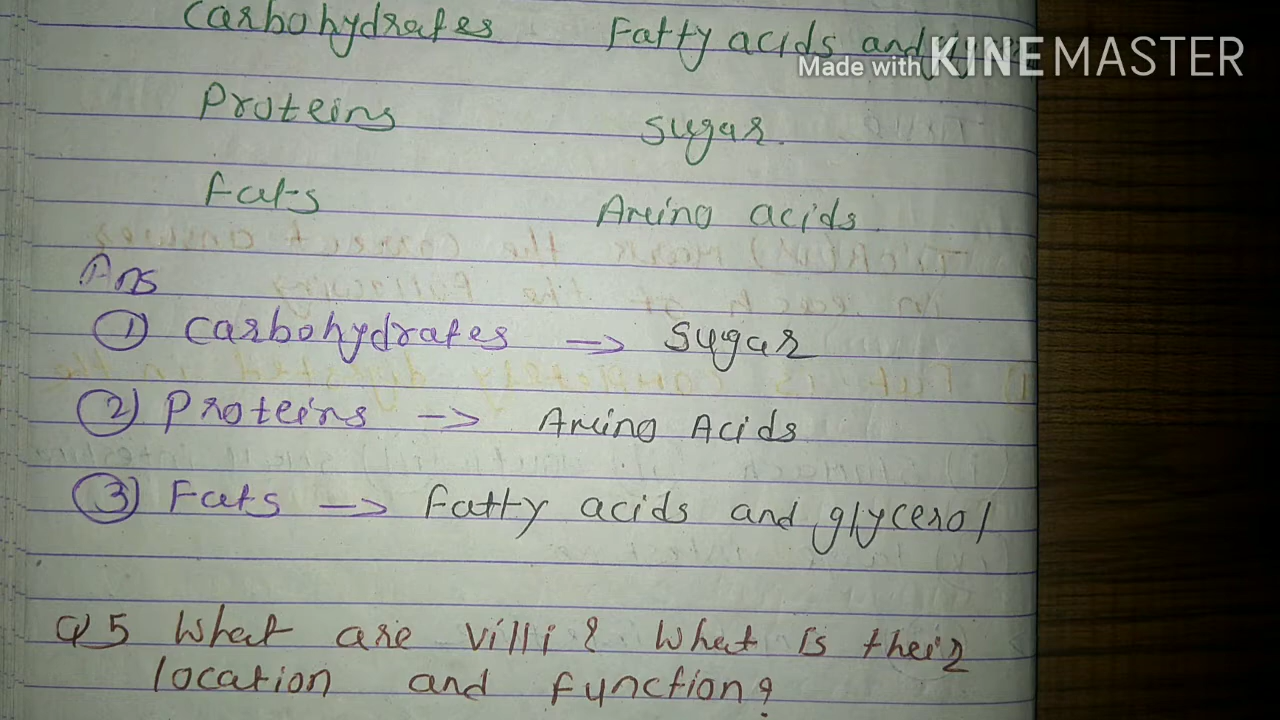 Carbohydrates Fatty acids and
Made with KINEMASTER
Proteins Sugar
Fats Amino acids
Ans
① Carbohydrates -> Sugar
② Proteins -> Amino Acids
③ Fats -> Fatty acids and glycerol
Q5 What are villi? What is their
location and function?